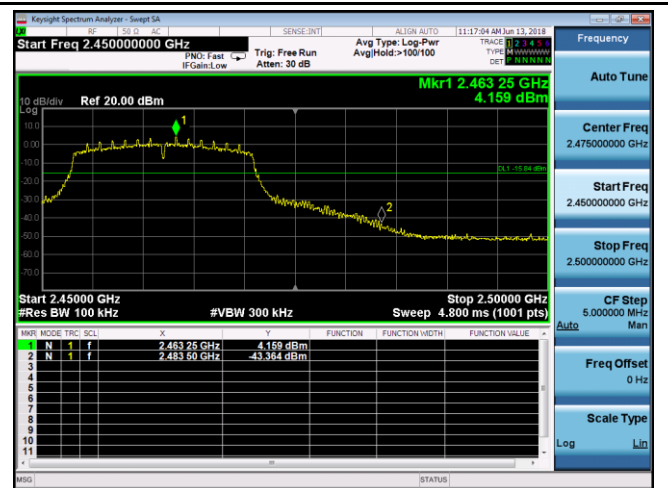 Keysight Spectrum Analyzer - Swept SA
RF 50 Ω AC SENSE:INT ALIGN AUTO 11:17:04 AM Jun 13, 2018
Start Freq 2.450000000 GHz
PNO: Fast
IFGain:Low
Trig: Free Run
Atten: 30 dB
Avg Type: Log-Pwr
Avg|Hold:>100/100
TRACE 1 2 3 4 5 6
TYPE M WWWWW
DET P N N N N N
Mkr1 2.463 25 GHz
4.159 dBm
10 dB/div Ref 20.00 dBm
Log
1
10.0
0.00
DL1 -15.84 dBm
-10.0
-20.0
-30.0
2
-40.0
-50.0
-60.0
-70.0
Start 2.45000 GHz Stop 2.50000 GHz
#Res BW 100 kHz #VBW 300 kHz Sweep 4.800 ms (1001 pts)
MKR MODE TRC SCL X Y FUNCTION FUNCTION WIDTH FUNCTION VALUE
1 N 1 f 2.463 25 GHz 4.159 dBm
2 N 1 f 2.483 50 GHz -43.364 dBm
3
4
5
6
7
8
9
10
11
MSG STATUS
Frequency
Auto Tune
Center Freq
2.475000000 GHz
Start Freq
2.450000000 GHz
Stop Freq
2.500000000 GHz
CF Step
5.000000 MHz
Auto Man
Freq Offset
0 Hz
Scale Type
Log Lin